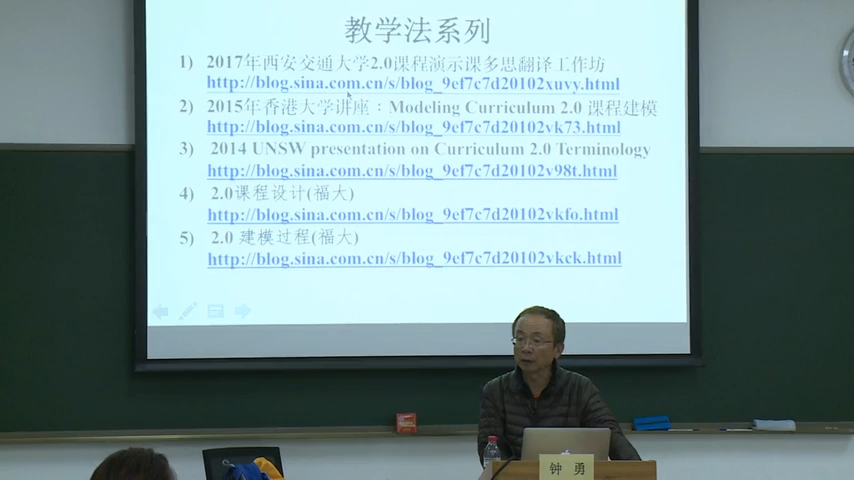 教学法系列
1) 2017年西安交通大学2.0课程演示课多思翻译工作坊
http://blog.sina.com.cn/s/blog_9ef7c7d20102xuvy.html
2) 2015年香港大学讲座：Modeling Curriculum 2.0 课程建模
http://blog.sina.com.cn/s/blog_9ef7c7d20102vk73.html
3) 2014 UNSW presentation on Curriculum 2.0 Terminology
http://blog.sina.com.cn/s/blog_9ef7c7d20102v98t.html
4) 2.0课程设计(福大)
http://blog.sina.com.cn/s/blog_9ef7c7d20102vkfo.html
5) 2.0 建模过程(福大)
http://blog.sina.com.cn/s/blog_9ef7c7d20102vkck.html
钟 勇